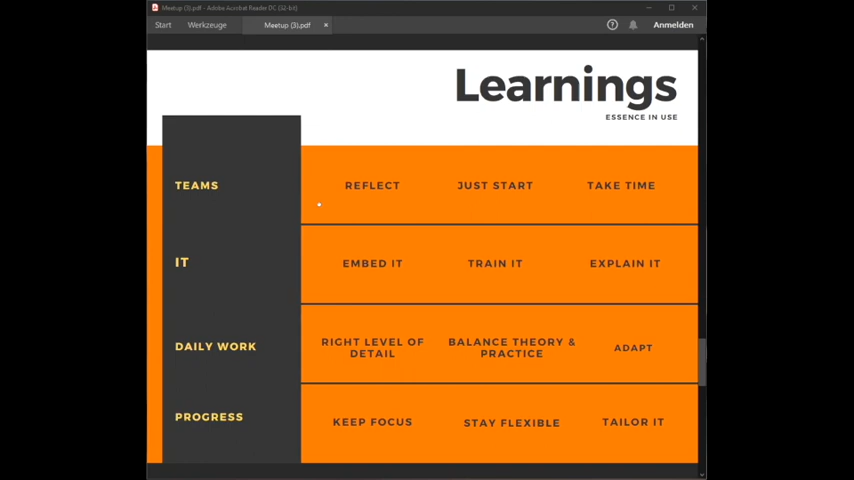 Meetup (3).pdf - Adobe Acrobat Reader DC (32-bit)
Start Werkzeuge Meetup (3).pdf × Anmelden
Learnings
ESSENCE IN USE
TEAMS REFLECT JUST START TAKE TIME
IT EMBED IT TRAIN IT EXPLAIN IT
DAILY WORK RIGHT LEVEL OF DETAIL BALANCE THEORY & PRACTICE ADAPT
PROGRESS KEEP FOCUS STAY FLEXIBLE TAILOR IT